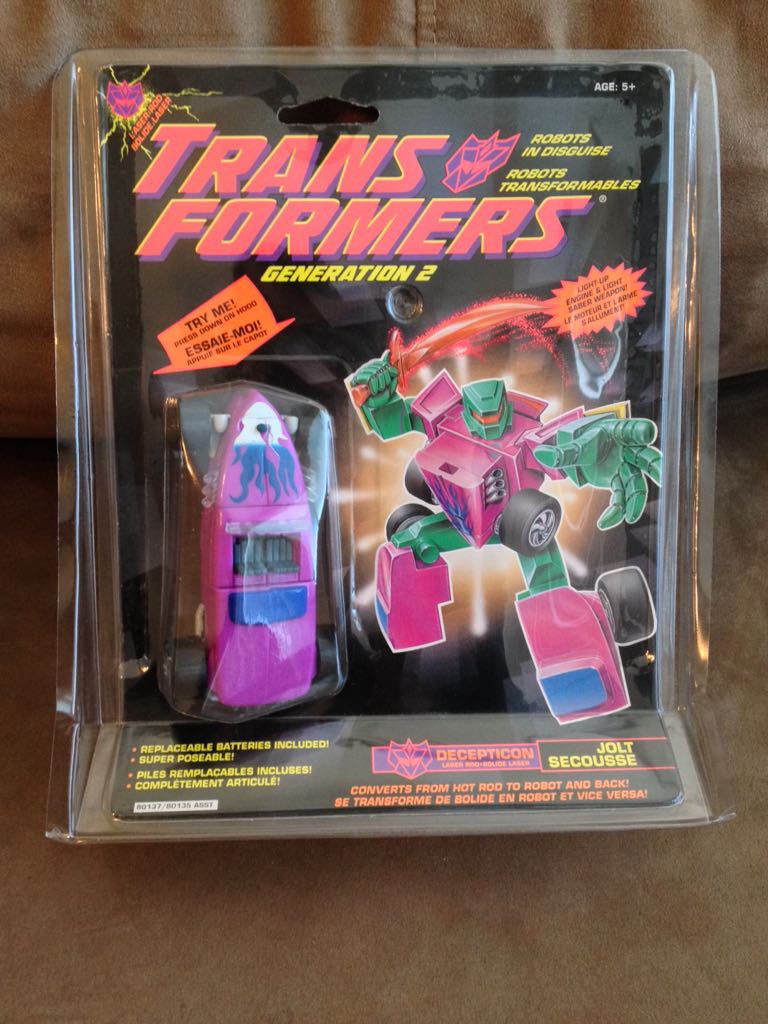 AGE: 5+
LASER ROD
BOLIDE LASER
TRANS
FORMERS®
GENERATION 2
ROBOTS
IN DISGUISE
ROBOTS
TRANSFORMABLES
TRY ME!
PRESS DOWN ON HOOD
ESSAIE-MOI!
APPUIE SUR LE CAPOT
LIGHT-UP
ENGINE & LIGHT
SABER WEAPON!
LE MOTEUR ET L'ARME
S'ALLUMENT!
• REPLACEABLE BATTERIES INCLUDED!
• SUPER POSEABLE!
• PILES REMPLACABLES INCLUSES!
• COMPLÈTEMENT ARTICULÉ!
80137/80135 ASST
DECEPTICON
LASER ROD•BOLIDE LASER
JOLT
SECOUSSE
CONVERTS FROM HOT ROD TO ROBOT AND BACK!
SE TRANSFORME DE BOLIDE EN ROBOT ET VICE VERSA!